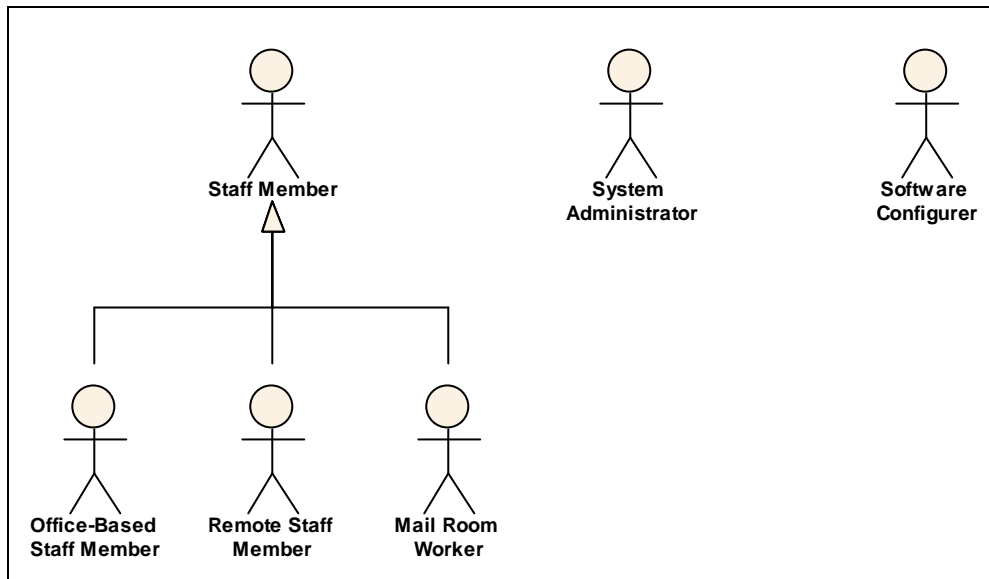 Staff Member
System
Administrator
Software
Configurer
Office-Based
Staff Member
Remote Staff
Member
Mail Room
Worker